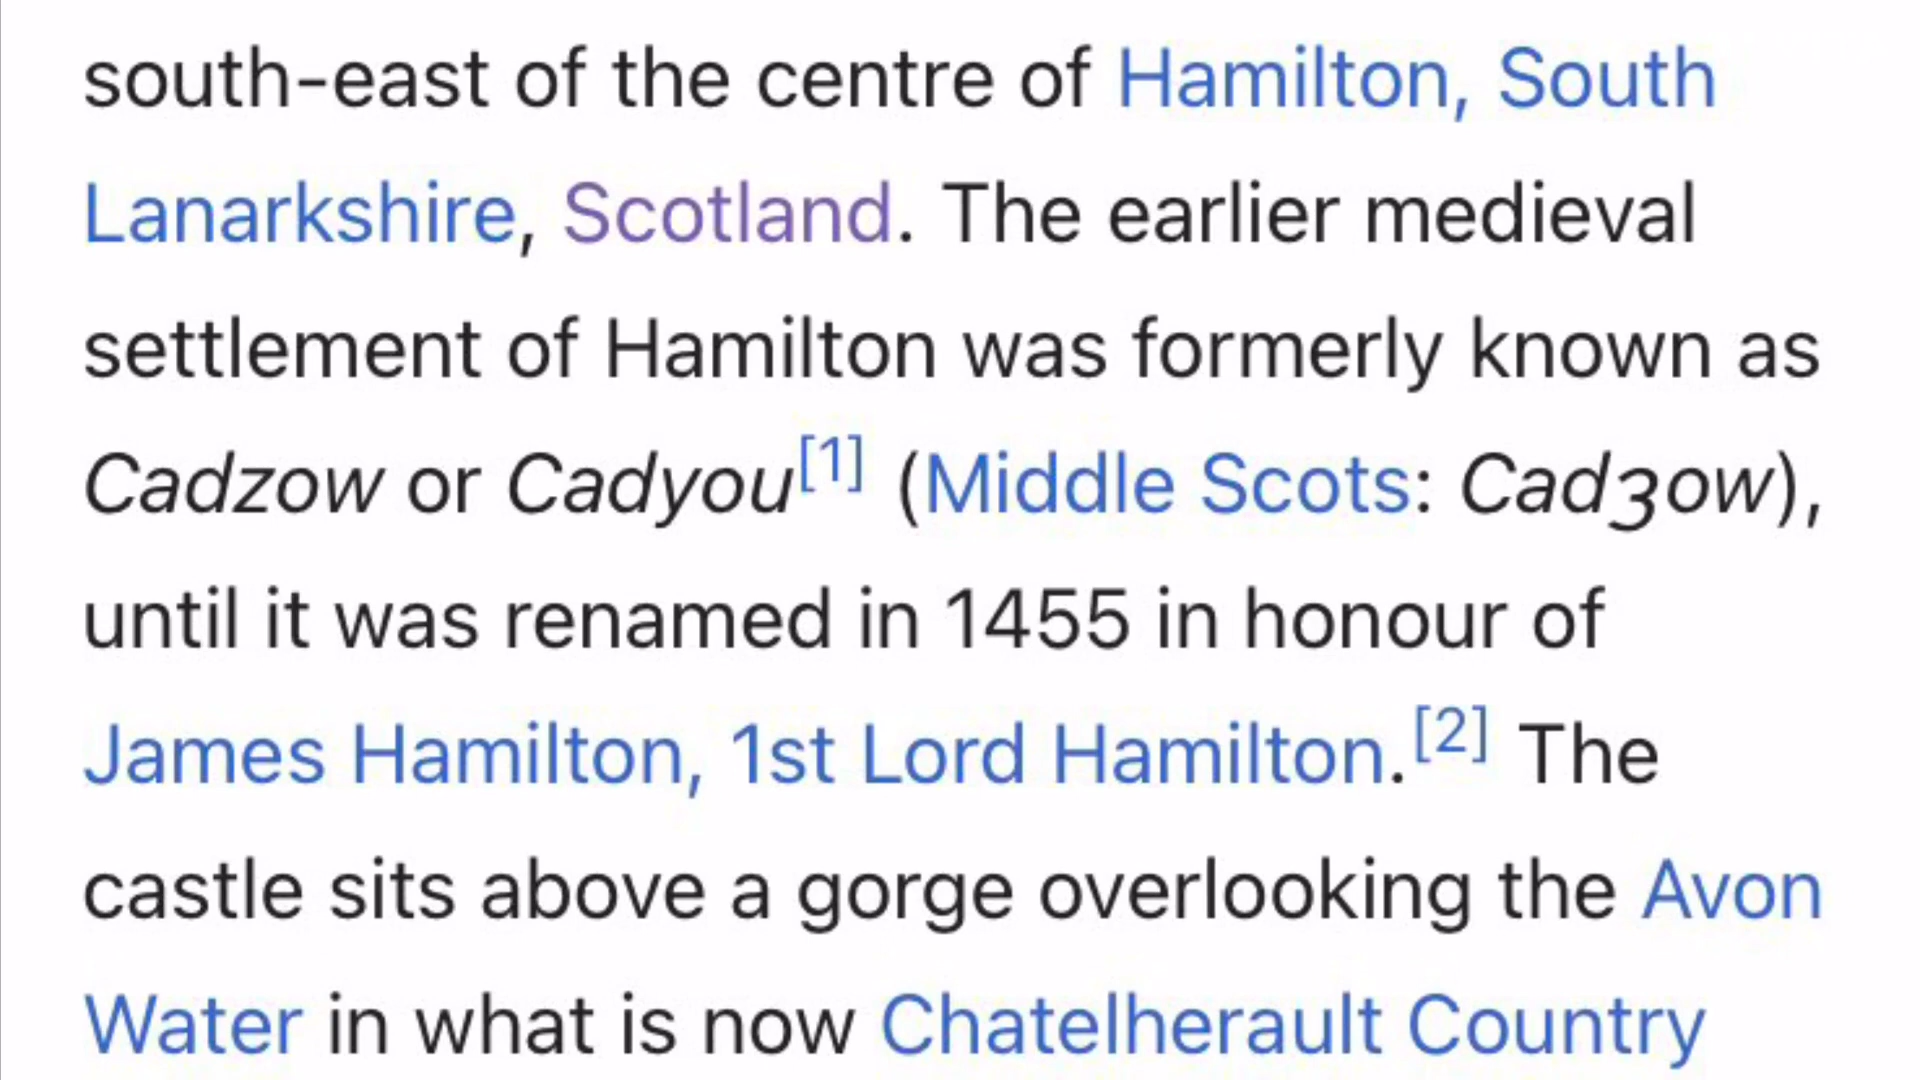 south-east of the centre of Hamilton, South
Lanarkshire, Scotland. The earlier medieval
settlement of Hamilton was formerly known as
Cadzow or Cadyou[1] (Middle Scots: Cadȝow),
until it was renamed in 1455 in honour of
James Hamilton, 1st Lord Hamilton.[2] The
castle sits above a gorge overlooking the Avon
Water in what is now Chatelherault Country